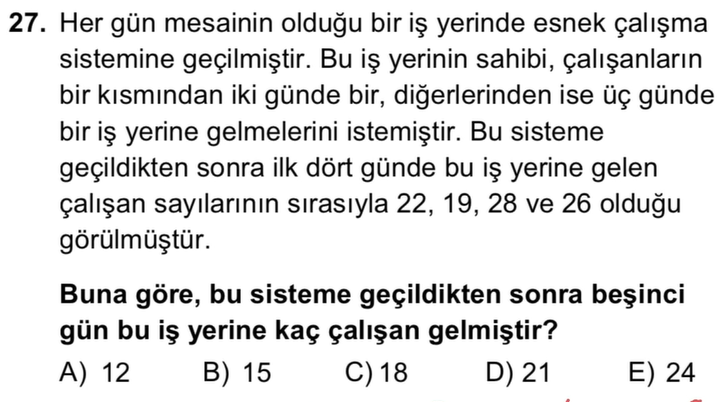 27. Her gün mesainin olduğu bir iş yerinde esnek çalışma
sistemine geçilmiştir. Bu iş yerinin sahibi, çalışanların
bir kısmından iki günde bir, diğerlerinden ise üç günde
bir iş yerine gelmelerini istemiştir. Bu sisteme
geçildikten sonra ilk dört günde bu iş yerine gelen
çalışan sayılarının sırasıyla 22, 19, 28 ve 26 olduğu
görülmüştür.
Buna göre, bu sisteme geçildikten sonra beşinci
gün bu iş yerine kaç çalışan gelmiştir?
A) 12 B) 15 C) 18 D) 21 E) 24